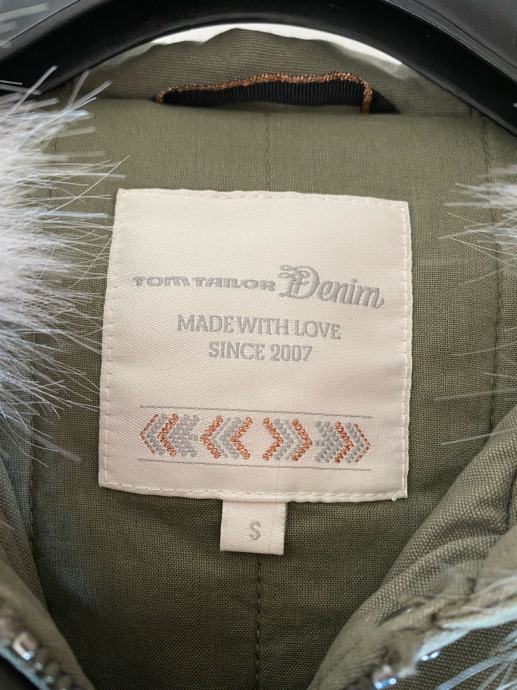 TOM TAILOR Denim
MADE WITH LOVE
SINCE 2007
S